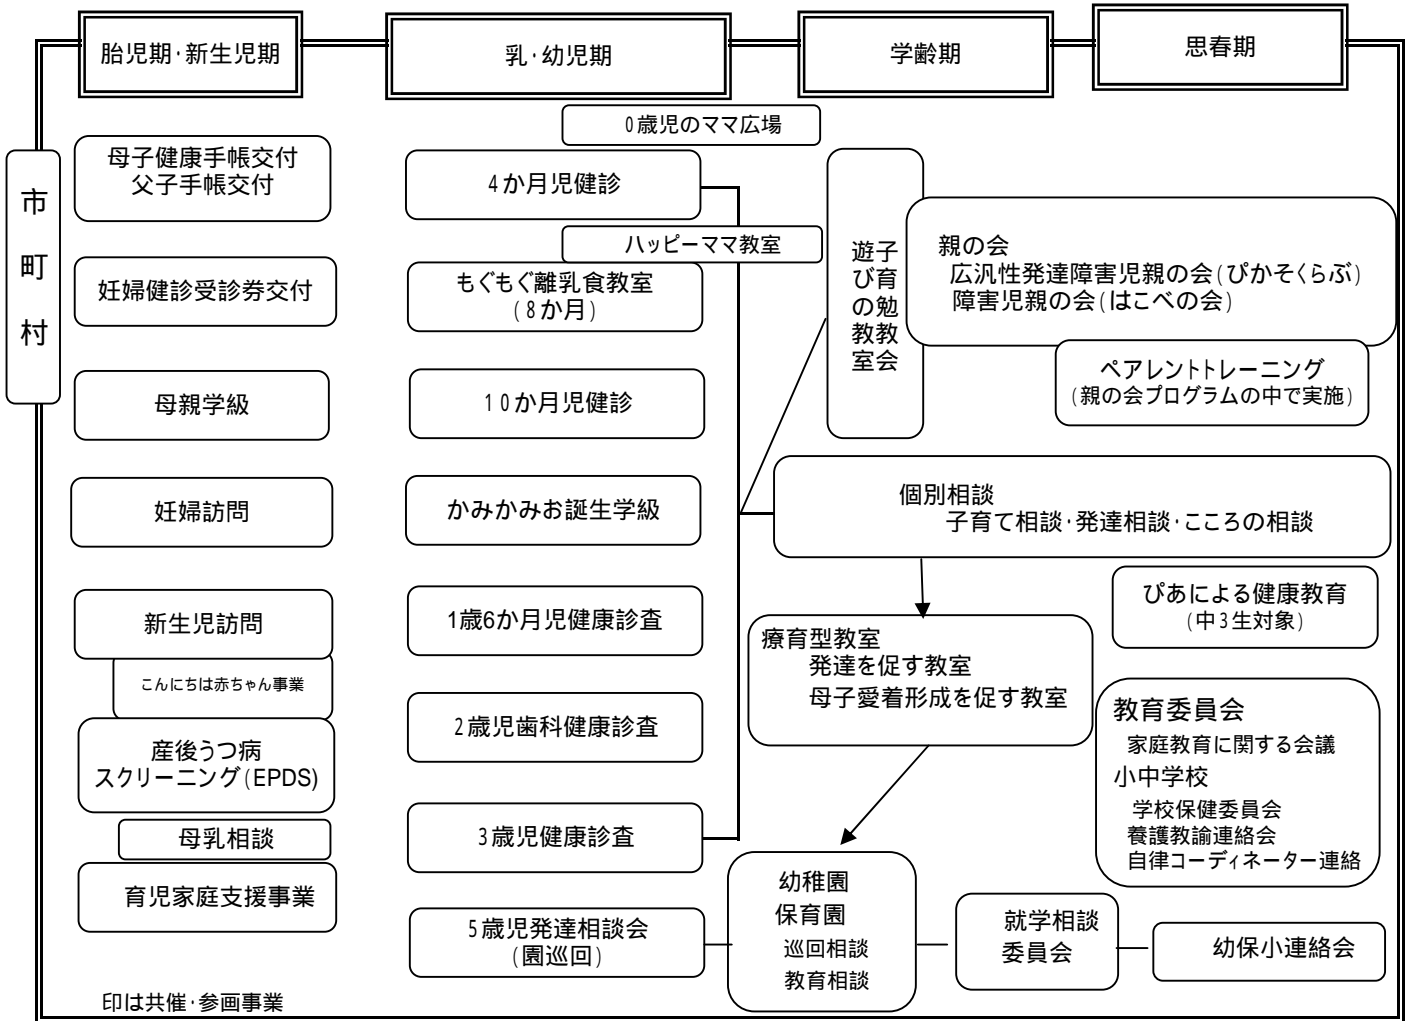 胎児期・新生児期
乳・幼児期
学齢期
思春期
市町村
母子健康手帳交付
父子手帳交付
妊婦健診受診券交付
母親学級
妊婦訪問
新生児訪問
こんにちは赤ちゃん事業
産後うつ病
スクリーニング(EPDS)
母乳相談
育児家庭支援事業
印は共催・参画事業
0歳児のママ広場
4か月児健診
ハッピーママ教室
もぐもぐ離乳食教室
(8か月)
10か月児健診
かみかみお誕生学級
1歳6か月児健康診査
2歳児歯科健康診査
3歳児健康診査
5歳児発達相談会
(園巡回)
子育勉教会
遊びの教室
親の会
広汎性発達障害児親の会(ぴかそくらぶ)
障害児親の会(はこべの会)
ペアレントトレーニング
(親の会プログラムの中で実施)
個別相談
子育て相談・発達相談・こころの相談
ぴあによる健康教育
(中3生対象)
療育型教室
発達を促す教室
母子愛着形成を促す教室
教育委員会
家庭教育に関する会議
小中学校
学校保健委員会
養護教諭連絡会
自律コーディネーター連絡
幼稚園
保育園
巡回相談
教育相談
就学相談
委員会
幼保小連絡会